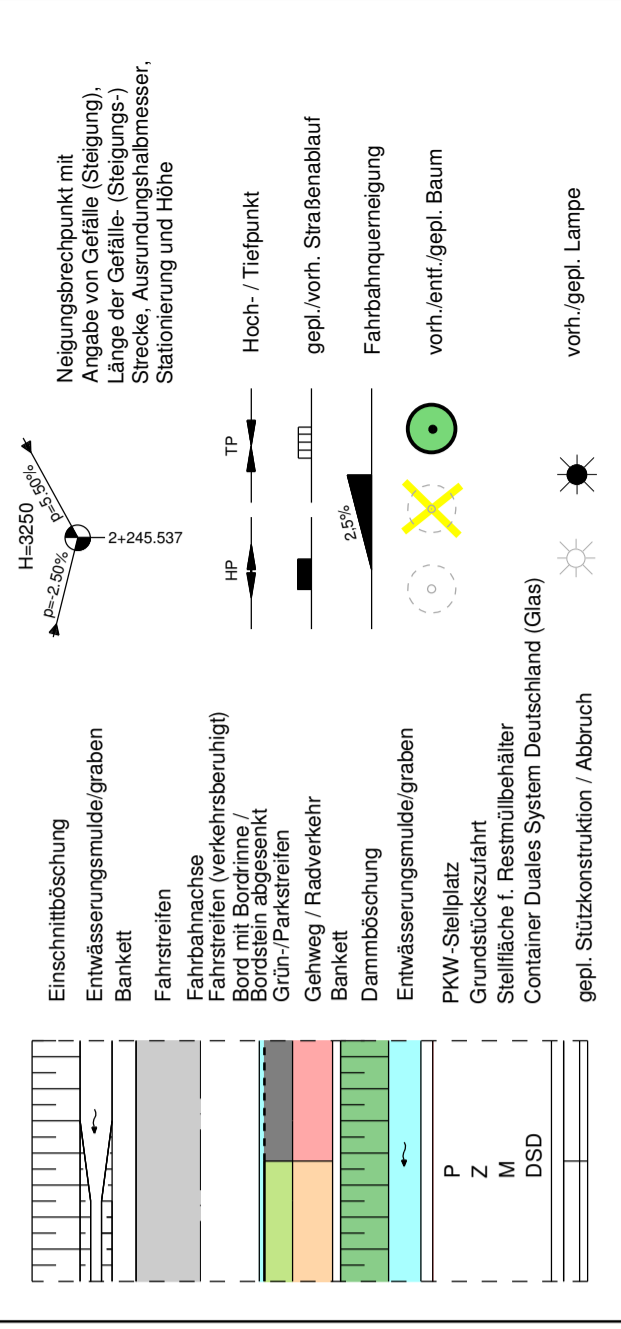 Einschnittböschung
Entwässerungsmulde/graben
Bankett
Fahrstreifen
Fahrbahnachse
Fahrstreifen (verkehrsberuhigt)
Bord mit Bordrinne /
Bordstein abgesenkt
Grün-/Parkstreifen
Gehweg / Radverkehr
Bankett
Dammböschung
Entwässerungsmulde/graben
P
PKW-Stellplatz
Z
Grundstückszufahrt
M
Stellfläche f. Restmüllbehälter
DSD
Container Duales System Deutschland (Glas)
gepl. Stützkonstruktion / Abbruch
H=3250
p=-2.50%
p=5.50%
2+245.537
Neigungsbrechpunkt mit
Angabe von Gefälle (Steigung),
Länge der Gefälle- (Steigungs-)
Strecke, Ausrundungshalbmesser,
Stationierung und Höhe
HP
TP
Hoch- / Tiefpunkt
gepl./vorh. Straßenablauf
2,5%
Fahrbahnquerneigung
vorh./entf./gepl. Baum
vorh./gepl. Lampe